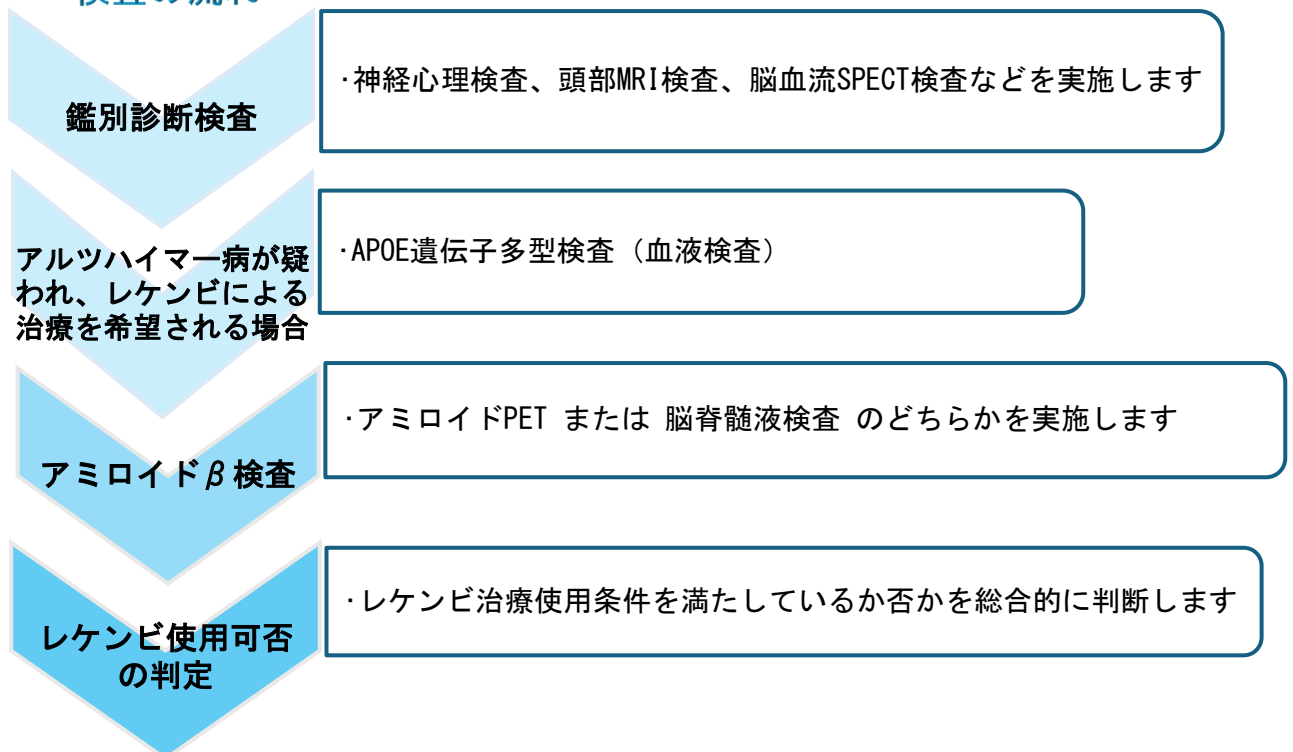 検査の流れ
鑑別診断検査
・神経心理検査、頭部MRI検査、脳血流SPECT検査などを実施します
アルツハイマー病が疑
われ、レケンビによる
治療を希望される場合
・APOE遺伝子多型検査（血液検査）
アミロイドβ検査
・アミロイドPET または 脳脊髄液検査 のどちらかを実施します
レケンビ使用可否
の判定
・レケンビ治療使用条件を満たしているか否かを総合的に判断します